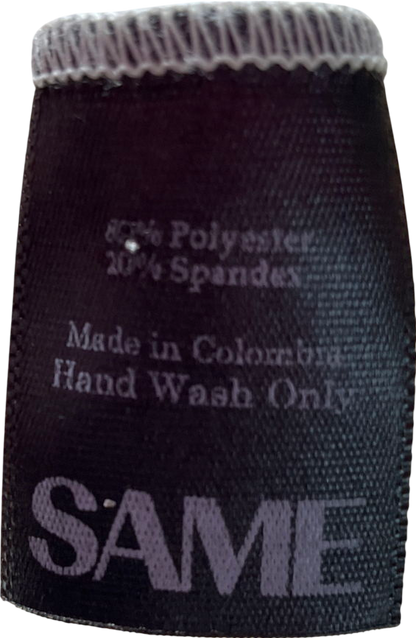 80% Polyester
20% Spandex
Made in Colombia
Hand Wash Only
SAME